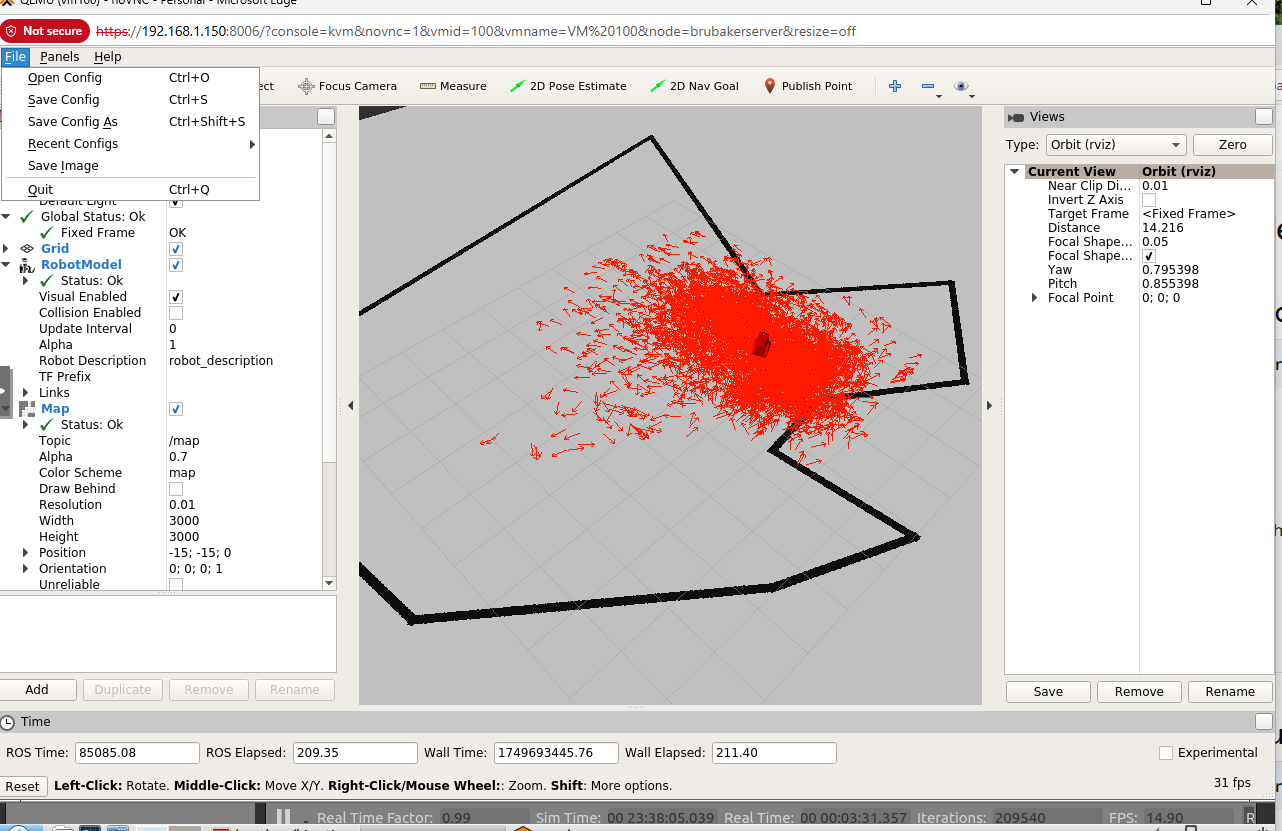 QEMU (vm100) - noVNC - Personal - Microsoft Edge
Not secure https://192.168.1.150:8006/?console=kvm&novnc=1&vmid=100&vmname=VM%20100&node=brubakerserver&resize=off
File Panels Help
Open Config Ctrl+O
Save Config Ctrl+S
Save Config As Ctrl+Shift+S
Recent Configs
Save Image
Quit Ctrl+Q
ect Focus Camera Measure 2D Pose Estimate 2D Nav Goal Publish Point
Default Light
Global Status: Ok
Fixed Frame OK
Grid
RobotModel
Status: Ok
Visual Enabled
Collision Enabled
Update Interval 0
Alpha 1
Robot Description robot_description
TF Prefix
Links
Map
Status: Ok
Topic /map
Alpha 0.7
Color Scheme map
Draw Behind
Resolution 0.01
Width 3000
Height 3000
Position -15; -15; 0
Orientation 0; 0; 0; 1
Unreliable
Add Duplicate Remove Rename
Views
Type: Orbit (rviz) Zero
Current View Orbit (rviz)
Near Clip Di... 0.01
Invert Z Axis
Target Frame <Fixed Frame>
Distance 14.216
Focal Shape... 0.05
Focal Shape...
Yaw 0.795398
Pitch 0.855398
Focal Point 0; 0; 0
Save Remove Rename
Time
ROS Time: 85085.08 ROS Elapsed: 209.35 Wall Time: 1749693445.76 Wall Elapsed: 211.40 Experimental
Reset Left-Click: Rotate. Middle-Click: Move X/Y. Right-Click/Mouse Wheel:: Zoom. Shift: More options. 31 fps
Real Time Factor: 0.99 Sim Time: 00 23:38:05.039 Real Time: 00 00:03:31.357 Iterations: 209540 FPS: 14.90 R